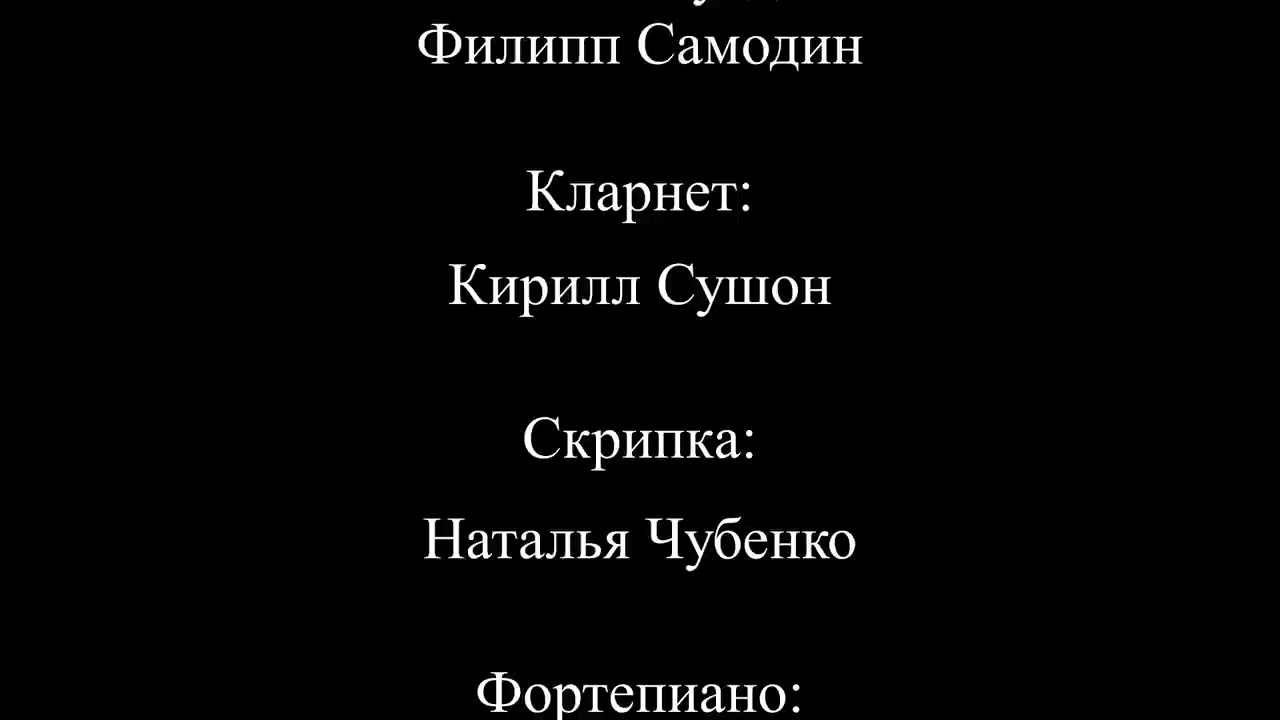 Филипп Самодин
Кларнет:
Кирилл Сушон
Скрипка:
Наталья Чубенко
Фортепиано: